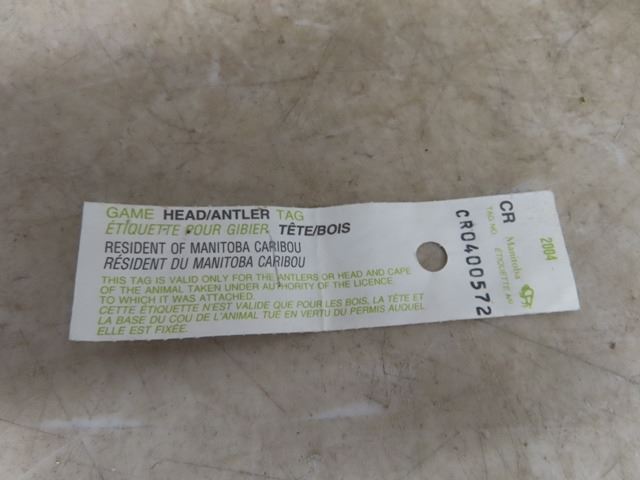 GAME HEAD/ANTLER TAG
ÉTIQUETTE POUR GIBIER TÊTE/BOIS
RESIDENT OF MANITOBA CARIBOU
RÉSIDENT DU MANITOBA CARIBOU
THIS TAG IS VALID ONLY FOR THE ANTLERS OR HEAD AND CAPE
OF THE ANIMAL TAKEN UNDER AUTHORITY OF THE LICENCE
TO WHICH IT WAS ATTACHED.
CETTE ÉTIQUETTE N'EST VALIDE QUE POUR LES BOIS, LA TÊTE ET
LA BASE DU COU DE L'ANIMAL TUÉ EN VERTU DU PERMIS AUQUEL
ELLE EST FIXÉE.
2004
Manitoba
CR
TAG NO. ÉTIQUETTE No
CR0400572